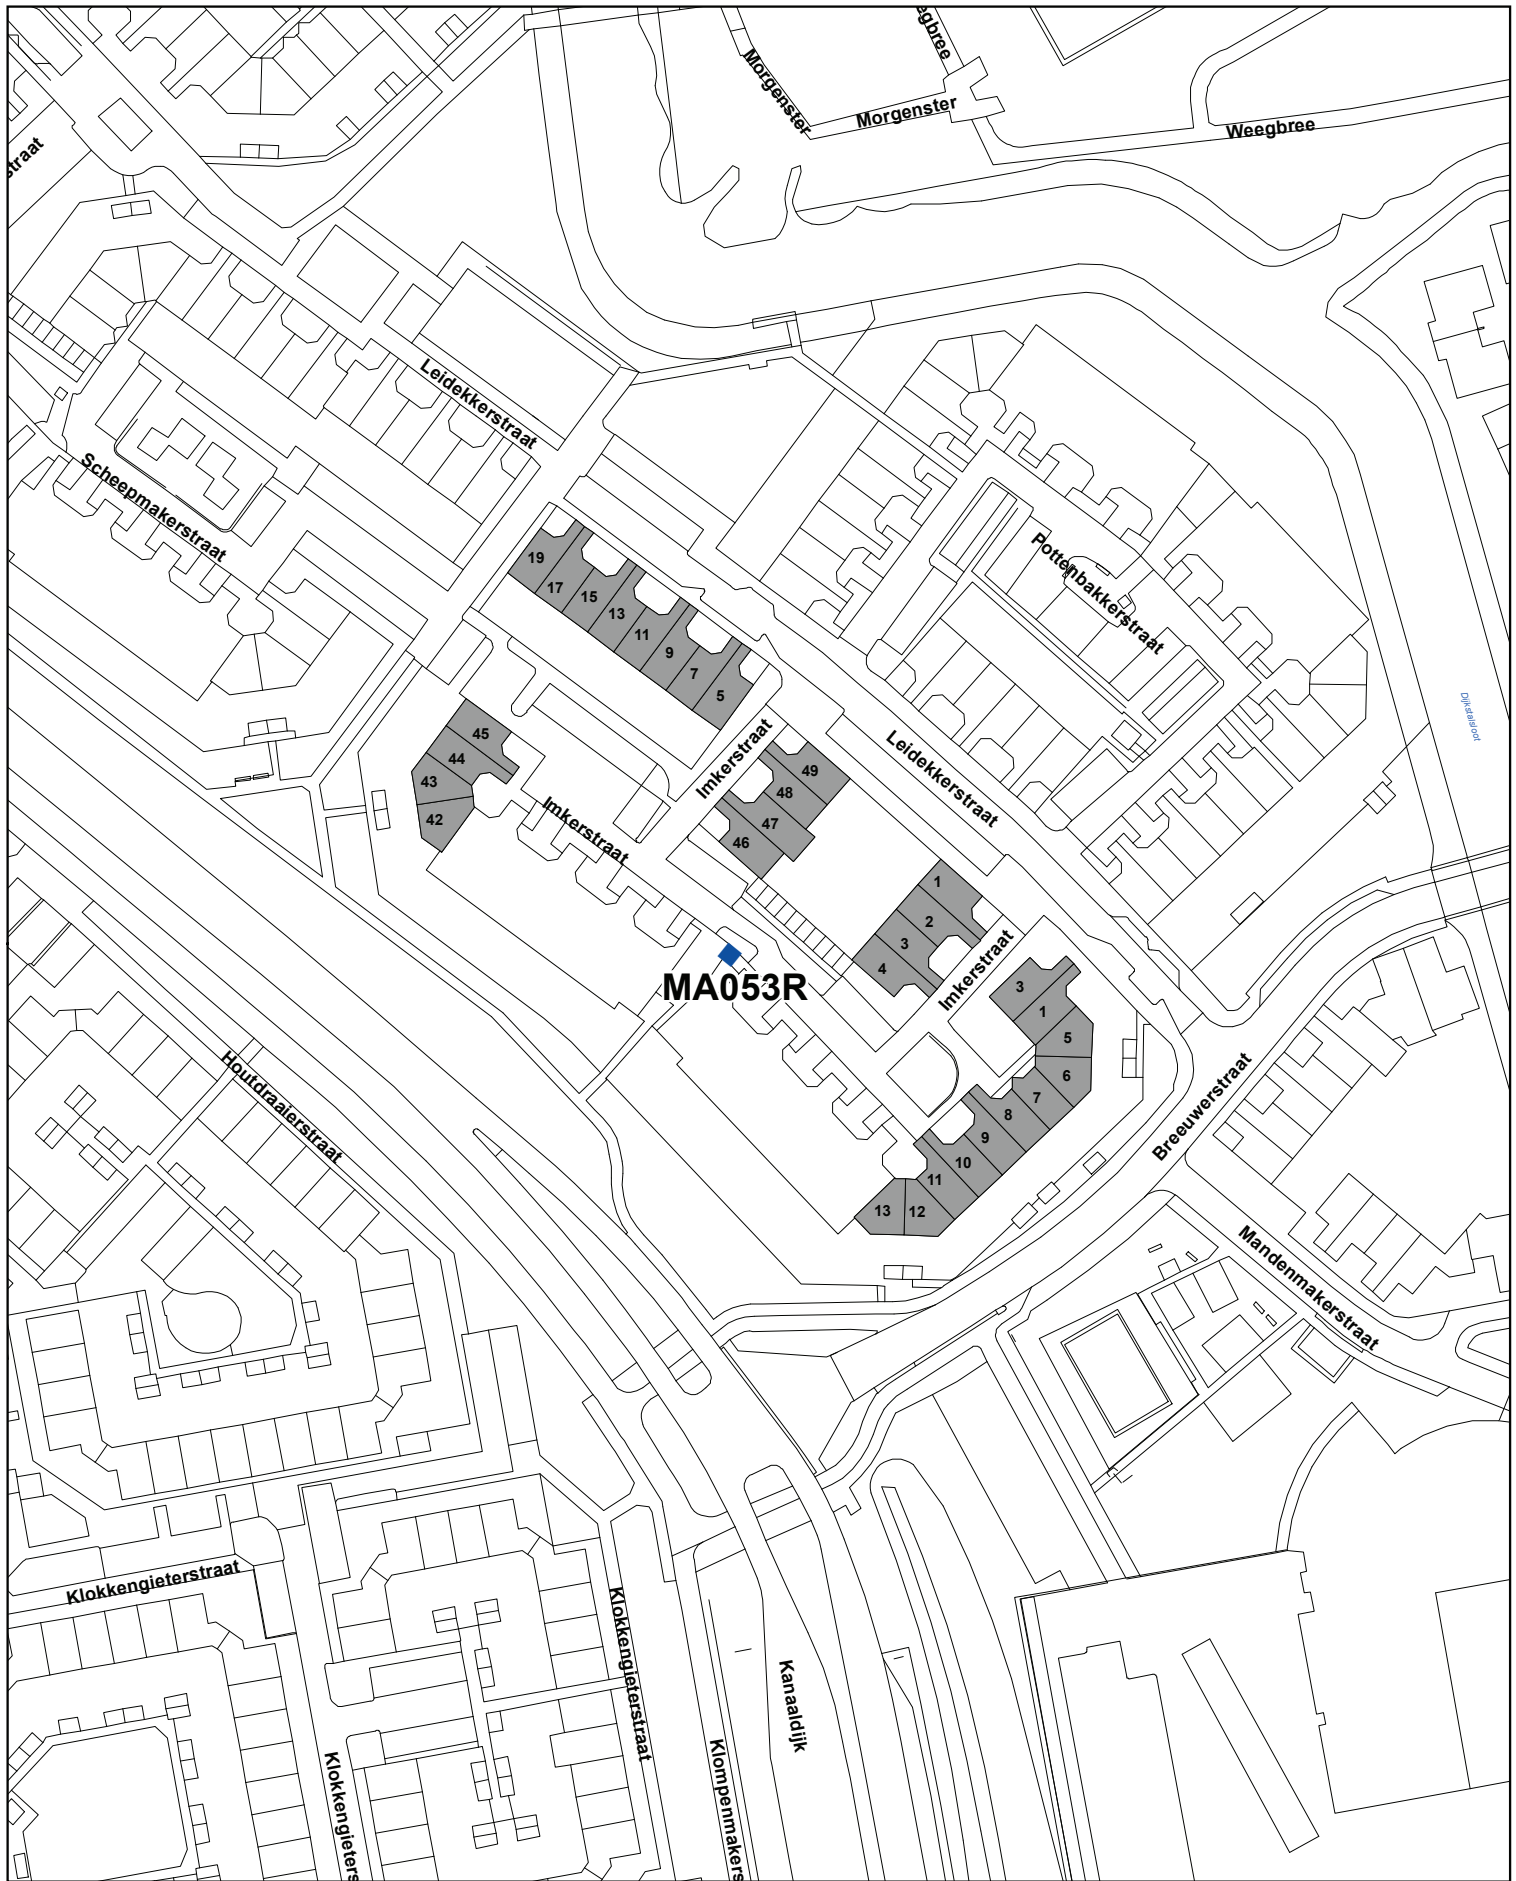 egbree
Morgenster
Morgenster
Weegbree
straat
Leidekkerstraat
Scheepmakerstraat
Pottenbakkerstraat
19
17
15
13
11
9
7
5
Dijkstalsloot
45
44
43
42
Imkerstraat
Imkerstraat
49
48
47
46
Leidekkerstraat
1
2
3
4
Imkerstraat
MA053R
3
1
5
6
7
8
9
10
11
12
13
Houtdraaierstraat
Breeuwerstraat
Mandenmakerstraat
Klokkengieterstraat
Klokkengieterstraat
Kanaaldijk
Klokkengieters
Klompenmakers